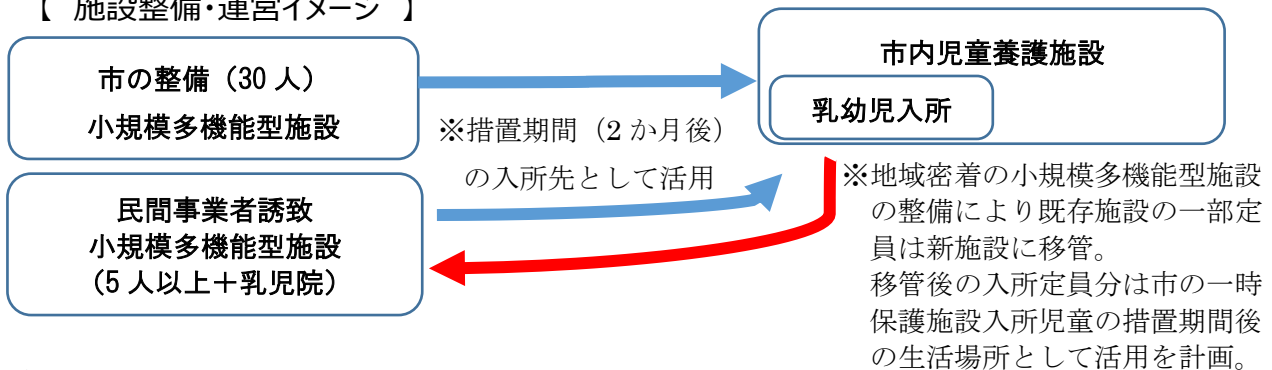 【 施設整備・運営イメージ 】
市の整備（30人）
小規模多機能型施設
民間事業者誘致
小規模多機能型施設
（5人以上＋乳児院）
※措置期間（2か月後）
の入所先として活用
市内児童養護施設
乳幼児入所
※地域密着の小規模多機能型施設
の整備により既存施設の一部定
員は新施設に移管。
移管後の入所定員分は市の一時
保護施設入所児童の措置期間後
の生活場所として活用を計画。